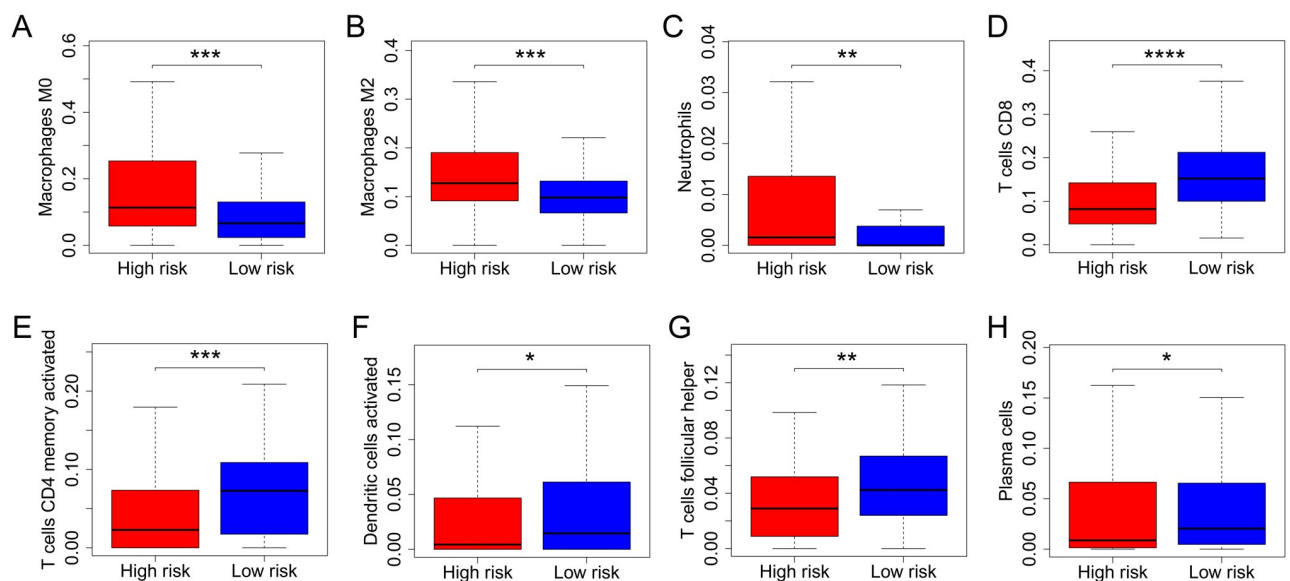 A
Macrophages M0
0.0
0.2
0.4
0.6
***
High risk
Low risk
B
Macrophages M2
0.0
0.1
0.2
0.3
0.4
***
High risk
Low risk
C
Neutrophils
0.00
0.01
0.02
0.03
0.04
**
High risk
Low risk
D
T cells CD8
0.0
0.1
0.2
0.3
0.4
****
High risk
Low risk
E
T cells CD4 memory activated
0.00
0.10
0.20
***
High risk
Low risk
F
Dendritic cells activated
0.00
0.05
0.10
0.15
*
High risk
Low risk
G
T cells follicular helper
0.00
0.04
0.08
0.12
**
High risk
Low risk
H
Plasma cells
0.00
0.05
0.10
0.15
0.20
*
High risk
Low risk